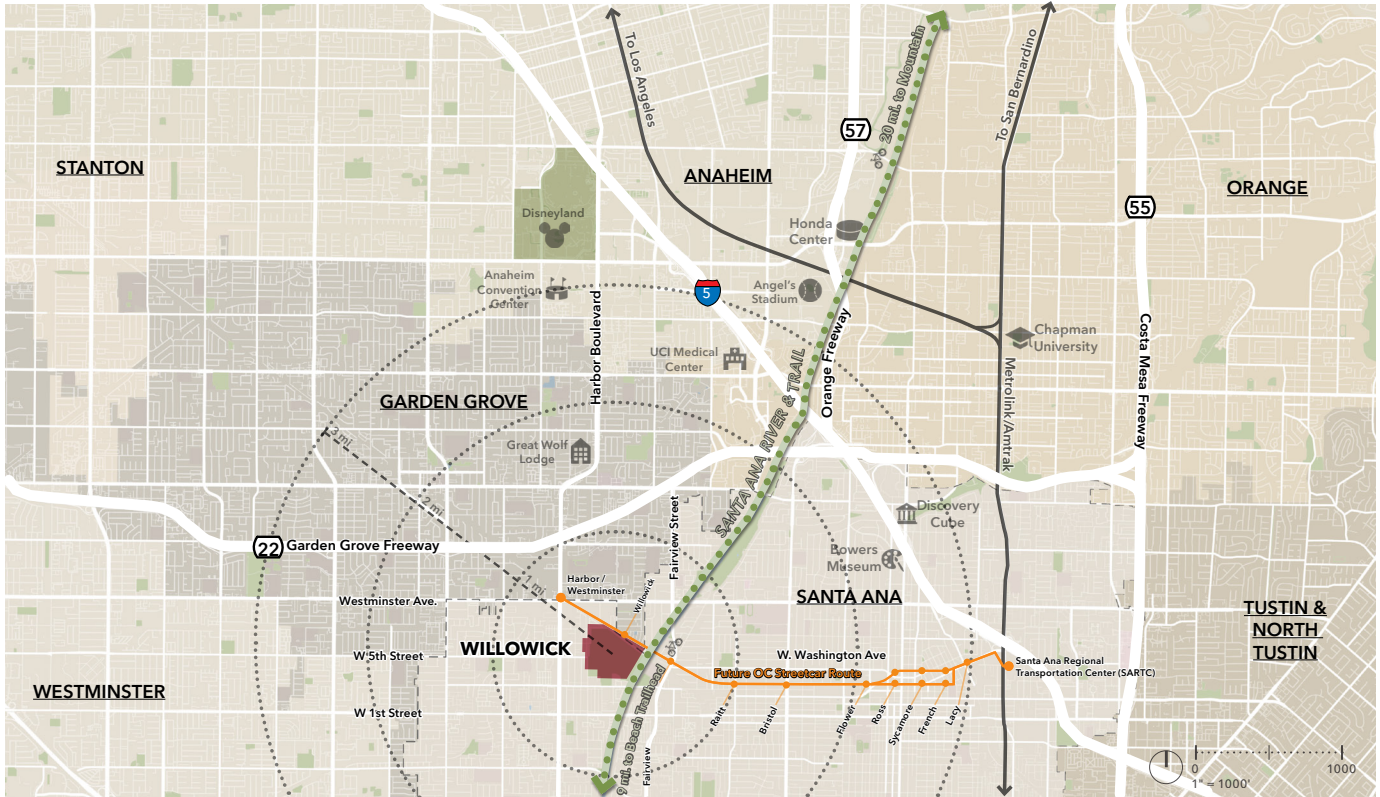 To Los Angeles
20 mi. to Mountain
To San Bernardino
57
STANTON
ANAHEIM
ORANGE
55
Disneyland
Honda
Center
Anaheim
Convention
Center
5
Angel's
Stadium
Harbor Boulevard
Orange Freeway
Costa Mesa Freeway
Chapman
University
UCI Medical
Center
SANTA ANA RIVER & TRAIL
Metrolink/Amtrak
GARDEN GROVE
3 mi
Great Wolf
Lodge
2 mi
Discovery
Cube
Fairview Street
22
Garden Grove Freeway
Bowers
Museum
1 mi
Harbor /
Westminster
Willowick
Westminster Ave.
SANTA ANA
TUSTIN &
NORTH
TUSTIN
WILLOWICK
W 5th Street
W. Washington Ave
Santa Ana Regional
Transportation Center (SARTC)
Future OC Streetcar Route
WESTMINSTER
W 1st Street
9 mi. to Beach Trailhead
Fairview
Raitt
Bristol
Flower
Ross
Sycamore
French
Lacy
0
1000
1" = 1000'